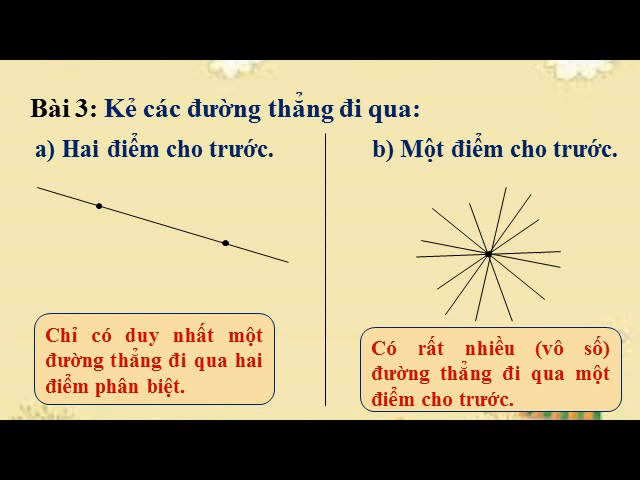 Bài 3: Kẻ các đường thẳng đi qua:
a) Hai điểm cho trước.
b) Một điểm cho trước.
Chỉ có duy nhất một
đường thẳng đi qua hai
điểm phân biệt.
Có rất nhiều (vô số)
đường thẳng đi qua một
điểm cho trước.